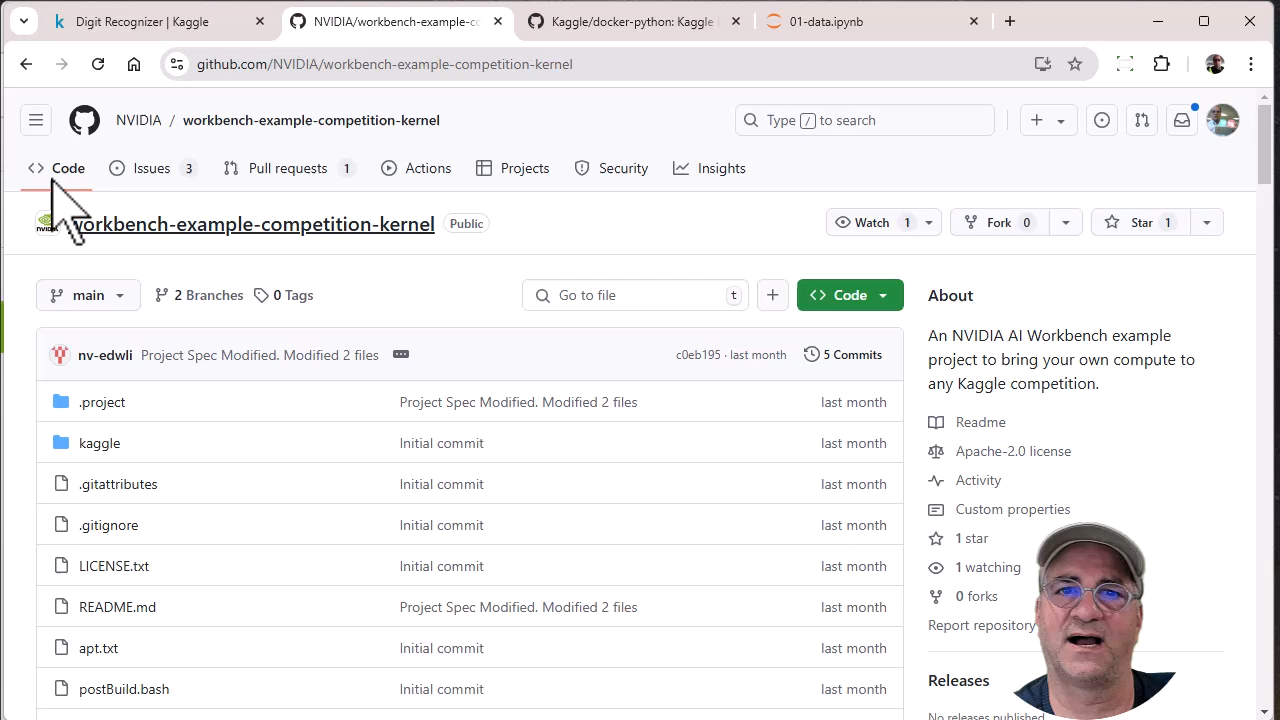 Digit Recognizer | Kaggle
NVIDIA/workbench-example-co
Kaggle/docker-python: Kaggle
01-data.ipynb
github.com/NVIDIA/workbench-example-competition-kernel
NVIDIA / workbench-example-competition-kernel
Type / to search
Code
Issues 3
Pull requests 1
Actions
Projects
Security
Insights
workbench-example-competition-kernel
Public
Watch 1
Fork 0
Star 1
main
2 Branches
0 Tags
Go to file
t
Code
About
An NVIDIA AI Workbench example
project to bring your own compute to
any Kaggle competition.
nv-edwli Project Spec Modified. Modified 2 files
c0eb195 · last month
5 Commits
.project Project Spec Modified. Modified 2 files last month
kaggle Initial commit last month
.gitattributes Initial commit last month
.gitignore Initial commit last month
LICENSE.txt Initial commit last month
README.md Project Spec Modified. Modified 2 files last month
apt.txt Initial commit last month
postBuild.bash Initial commit last month
Readme
Apache-2.0 license
Activity
Custom properties
1 star
1 watching
0 forks
Report repository
Releases
No releases published